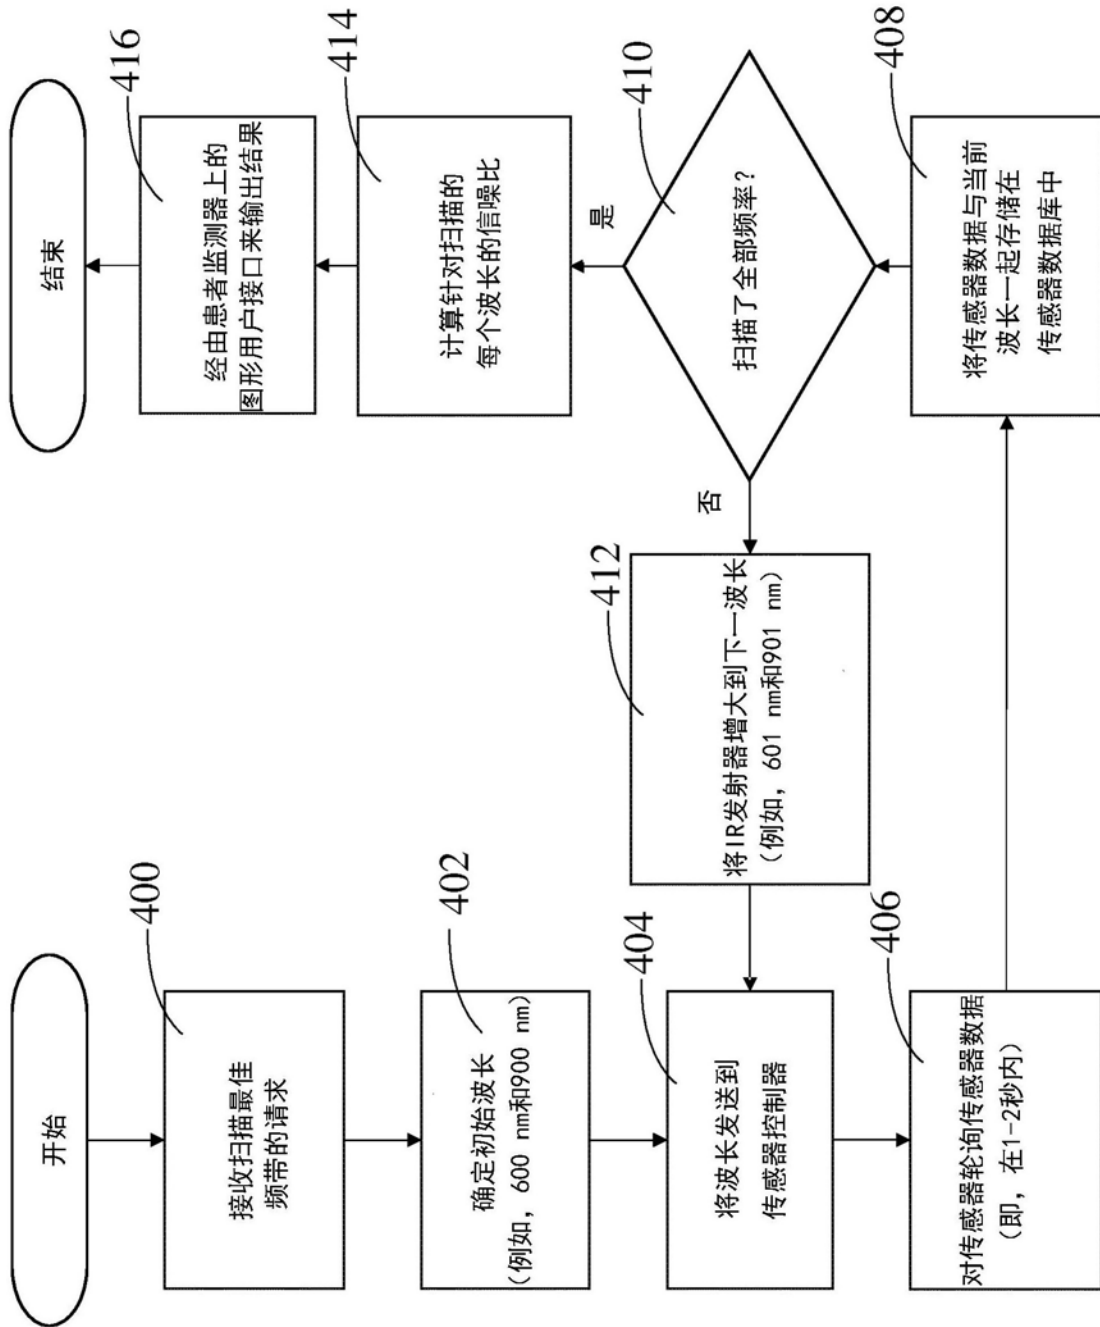 开始
400
接收扫描最佳
频带的请求
402
确定初始波长
（例如，600 nm和900 nm）
404
将波长发送到
传感器控制器
406
对传感器轮询传感器数据
（即，在1-2秒内）
408
将传感器数据与当前
波长一起存储在
传感器数据库中
410
扫描了全部频率？
否
412
将IR发射器增大到下一波长
（例如，601 nm和901 nm）
是
414
计算针对扫描的
每个波长的信噪比
416
经由患者监测器上的
图形用户接口来输出结果
结束